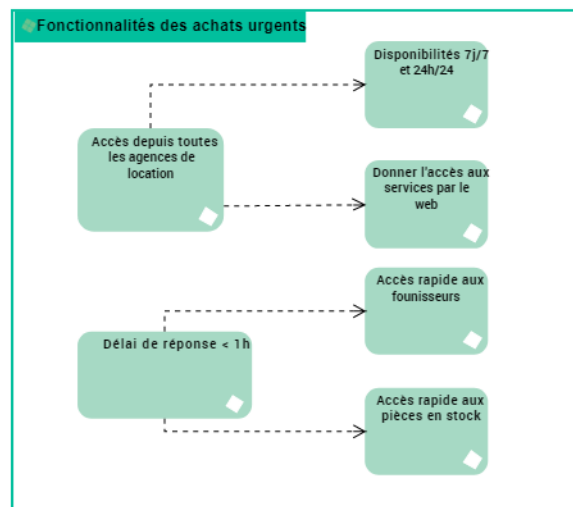 Fonctionnalités des achats urgents
Disponibilités 7j/7
et 24h/24
Accès depuis toutes
les agences de
location
Donner l'accès aux
services par le
web
Accès rapide aux
founisseurs
Délai de réponse < 1h
Accès rapide aux
pièces en stock